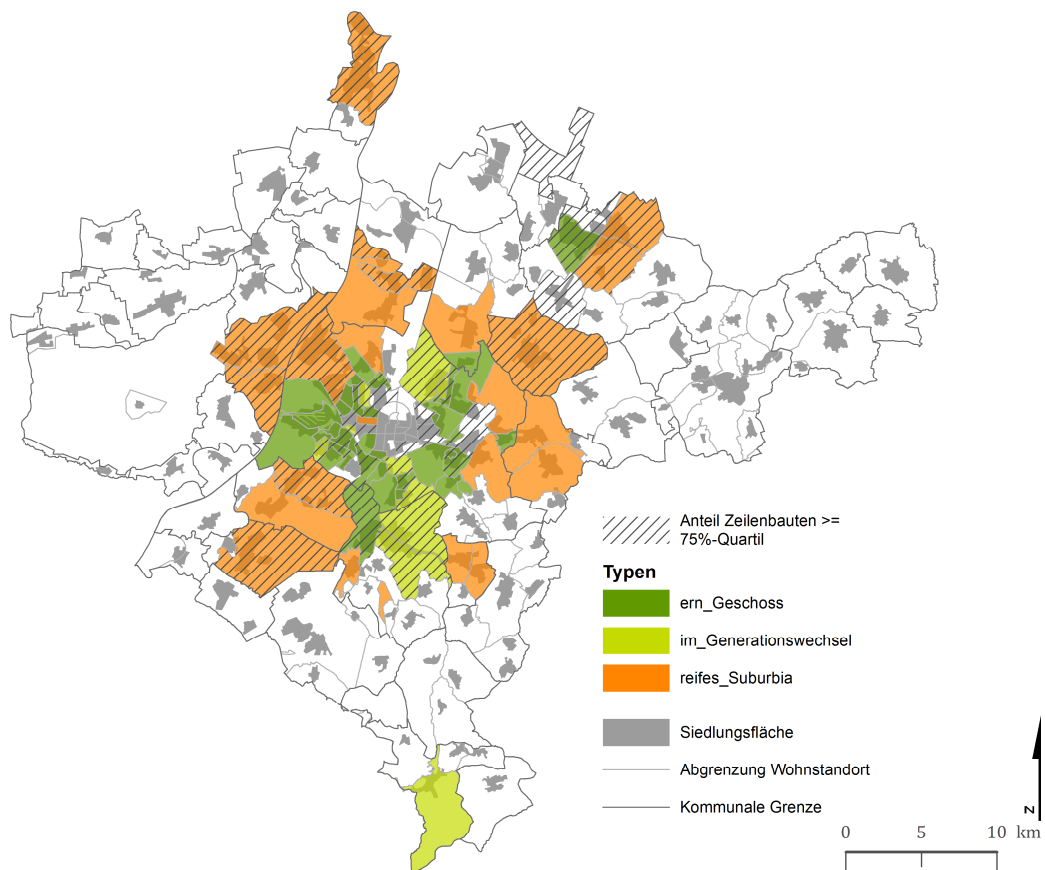 Anteil Zeilenbauten >=
75%-Quartil
Typen
ern_Geschoss
im_Generationswechsel
reifes_Suburbia
Siedlungsfläche
Abgrenzung Wohnstandort
Kommunale Grenze
N
0 5 10 km